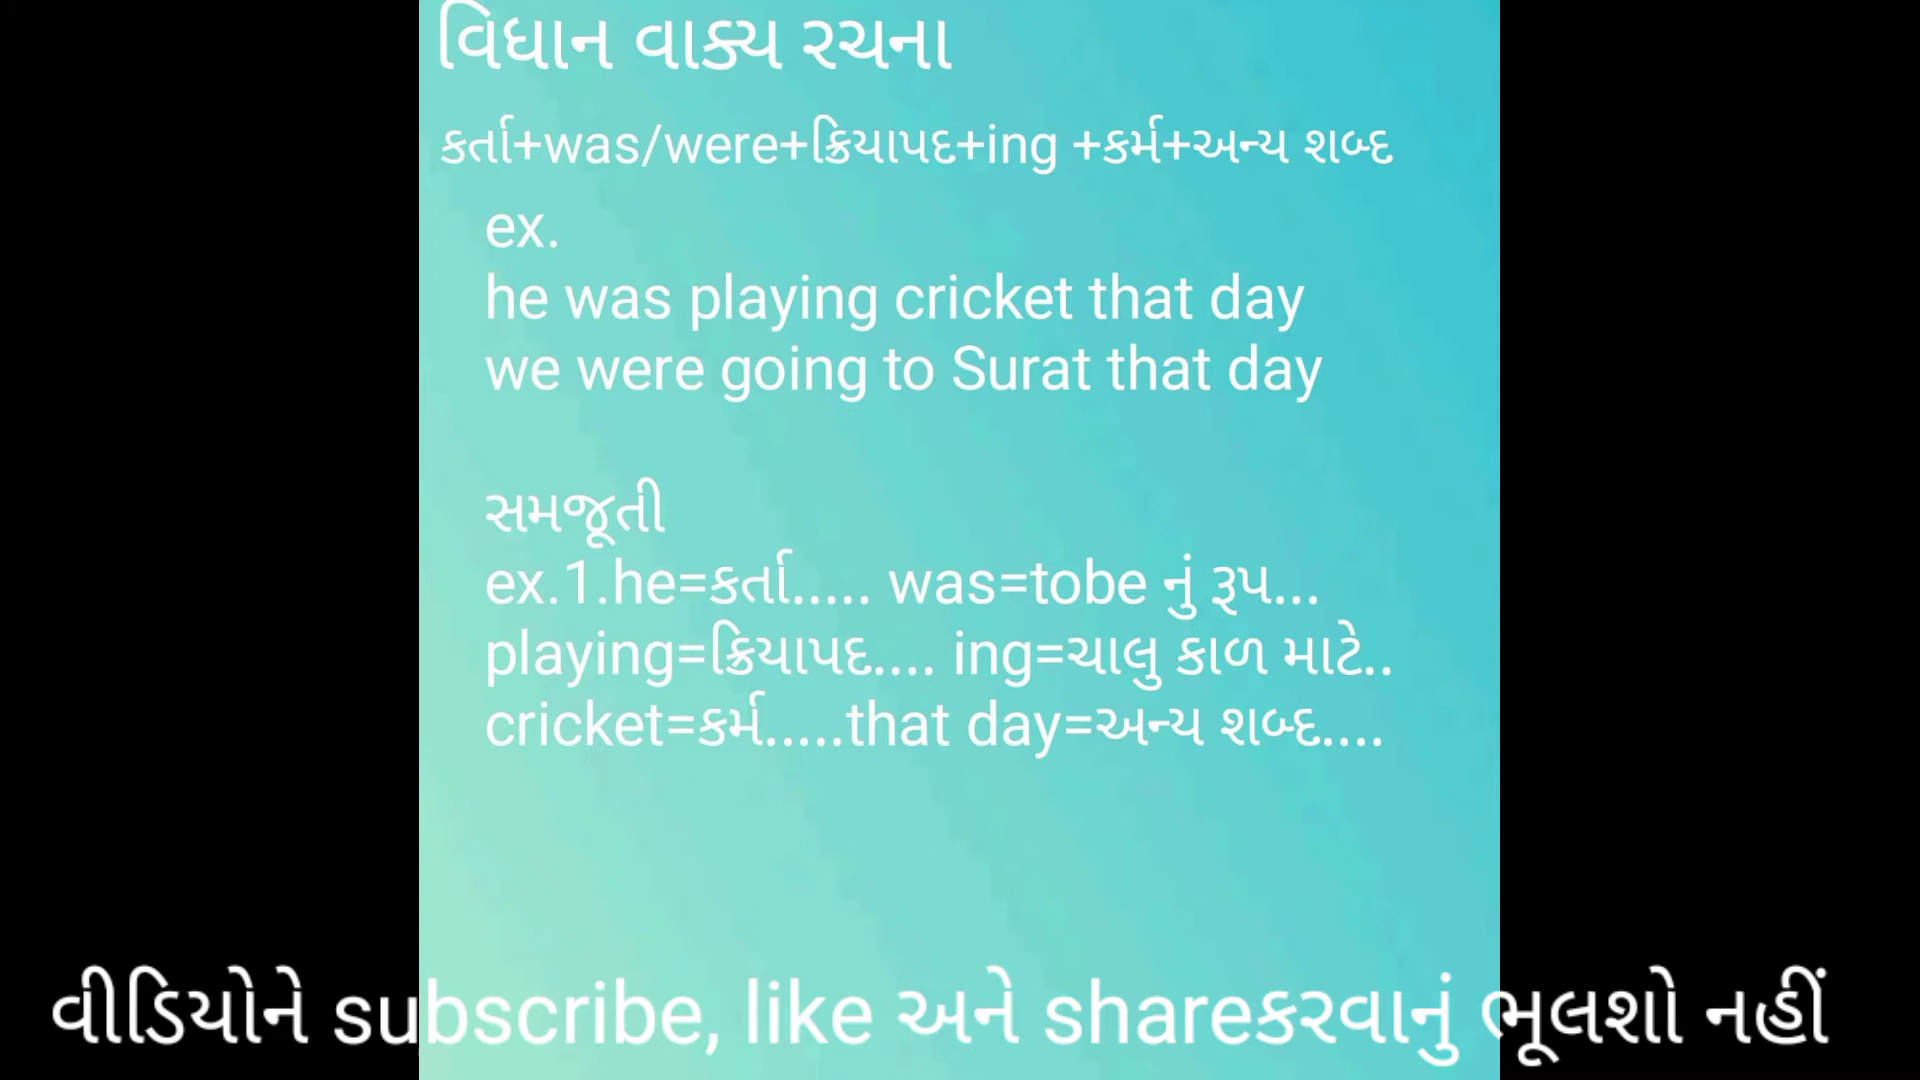 વિધાન વાક્ય રચના
કર્તા+was/were+ક્રિયાપદ+ing +કર્મ+અન્ય શબ્દ
ex.
he was playing cricket that day
we were going to Surat that day
સમજૂતી
ex.1.he=કર્તા..... was=tobe નું રૂપ...
playing=ક્રિયાપદ.... ing=ચાલુ કાળ માટે..
cricket=કર્મ.....that day=અન્ય શબ્દ....
વીડિયોને subscribe, like અને shareકરવાનું ભૂલશો નહીં